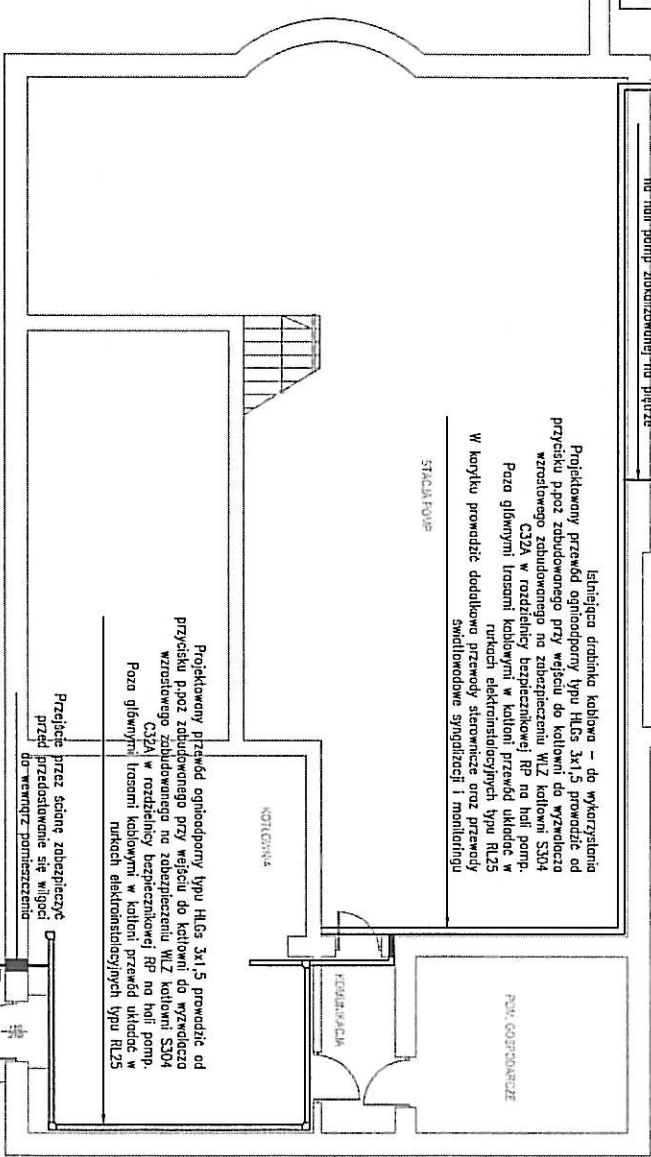 na hali pomp zlokalizowanej na piętrze
Istniejąca drabinka kablowa – do wykorzystania
Projektowany przewód ognioodporny typu HLGs 3x1,5 prowadzić od
przycisku p.poż zabudowanego przy wejściu do kotłowni do wyzwalacza
wzrostowego zabudowanego na zabezpieczeniu WLZ kotłowni S304
C32A w rozdzielnicy bezpiecznikowej RP na hali pomp.
Poza głównymi trasami kablowymi w kotłoni przewód układać w
rurkach elektroinstalacyjnych typu RL25
W korytku prowadzić dodatkowo przewody sterownicze oraz przewody
światłowodowe syngalizacji i monitoringu
STACJA POMP
POM. GOSPODARCZE
KOMUNIKACJA
KOTŁOWNIA
Projektowany przewód ognioodporny typu HLGs 3x1,5 prowadzić od
przycisku p.poż zabudowanego przy wejściu do kotłowni do wyzwalacza
wzrostowego zabudowanego na zabezpieczeniu WLZ kotłowni S304
C32A w rozdzielnicy bezpiecznikowej RP na hali pomp.
Poza głównymi trasami kablowymi w kotłoni przewód układać w
rurkach elektroinstalacyjnych typu RL25
Przejście przez ścianę zabezpieczyć
przed przedostawanie się wilgoci
do wewnątrz pomieszczenia